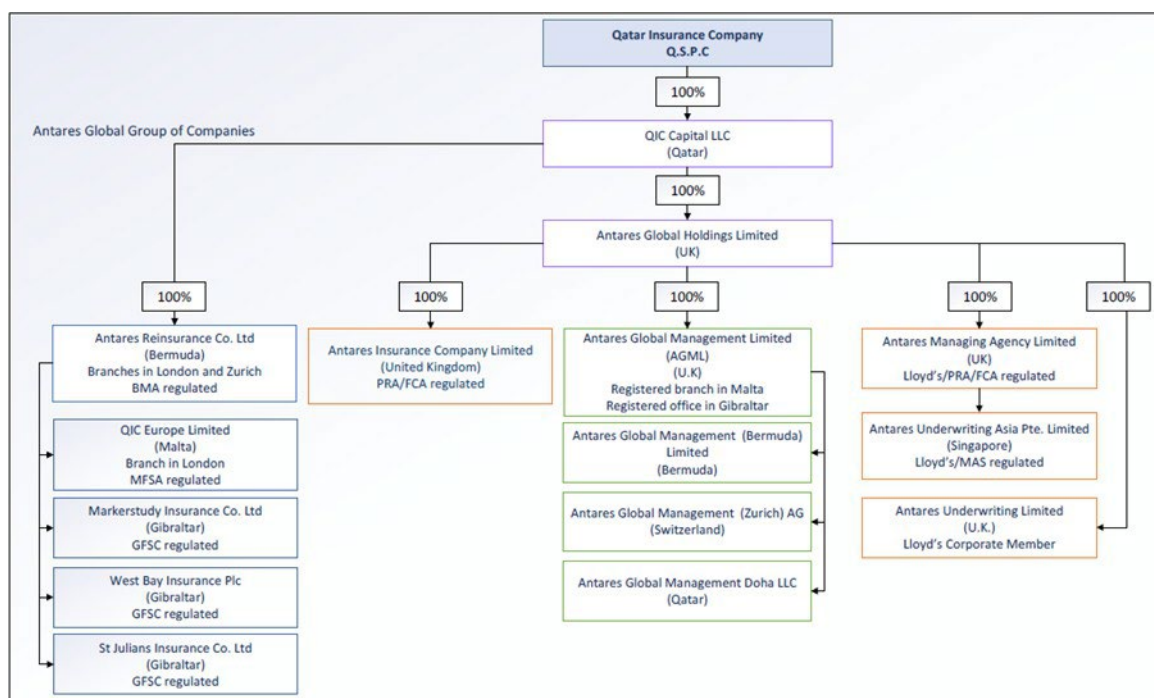 Qatar Insurance Company
Q.S.P.C
100%
Antares Global Group of Companies
QIC Capital LLC
(Qatar)
100%
Antares Global Holdings Limited
(UK)
100%
100%
100%
100%
100%
Antares Reinsurance Co. Ltd
(Bermuda)
Branches in London and Zurich
BMA regulated
QIC Europe Limited
(Malta)
Branch in London
MFSA regulated
Markerstudy Insurance Co. Ltd
(Gibraltar)
GFSC regulated
West Bay Insurance Plc
(Gibraltar)
GFSC regulated
St Julians Insurance Co. Ltd
(Gibraltar)
GFSC regulated
Antares Insurance Company Limited
(United Kingdom)
PRA/FCA regulated
Antares Global Management Limited
(AGML)
(U.K)
Registered branch in Malta
Registered office in Gibraltar
Antares Global Management (Bermuda)
Limited
(Bermuda)
Antares Global Management (Zurich) AG
(Switzerland)
Antares Global Management Doha LLC
(Qatar)
Antares Managing Agency Limited
(UK)
Lloyd's/PRA/FCA regulated
Antares Underwriting Asia Pte. Limited
(Singapore)
Lloyd's/MAS regulated
Antares Underwriting Limited
(U.K.)
Lloyd's Corporate Member